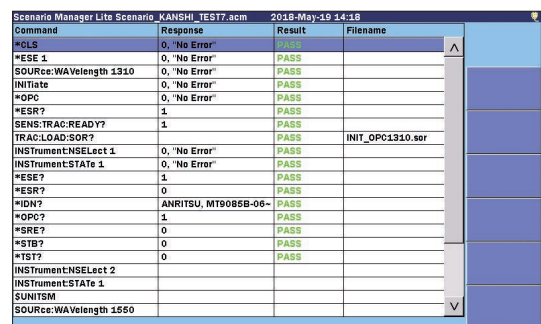 Scenario Manager Lite Scenario_KANSHI_TEST7.acm 2018-May-19 14:18
Command Response Result Filename
*CLS 0, "No Error" PASS
*ESE 1 0, "No Error" PASS
SOURce:WAVelength 1310 0, "No Error" PASS
INITiate 0, "No Error" PASS
*OPC 0, "No Error" PASS
*ESR? 1 PASS
SENS:TRAC:READY? 1 PASS
TRAC:LOAD:SOR? PASS INIT_OPC1310.sor
INSTrument:NSELect 1 0, "No Error" PASS
INSTrument:STATe 1 0, "No Error" PASS
*ESE? 1 PASS
*ESR? 0 PASS
*IDN? ANRITSU, MT9085B-06~ PASS
*OPC? 1 PASS
*SRE? 0 PASS
*STB? 0 PASS
*TST? 0 PASS
INSTrument:NSELect 2
INSTrument:STATe 1
$UNITSM
SOURce:WAVelength 1550